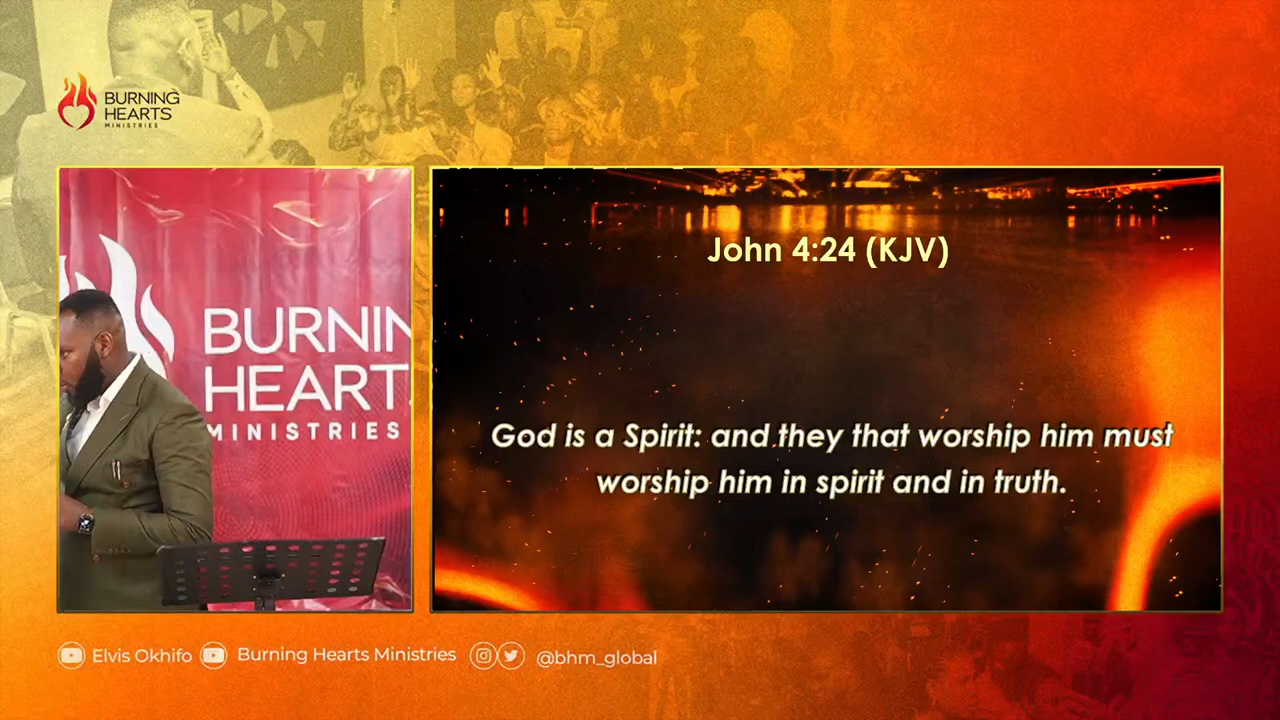 BURNING
HEARTS
MINISTRIES
BURNIN
HEART
MINISTRIES
John 4:24 (KJV)
God is a Spirit: and they that worship him must
worship him in spirit and in truth.
Elvis Okhifo Burning Hearts Ministries @bhm_global